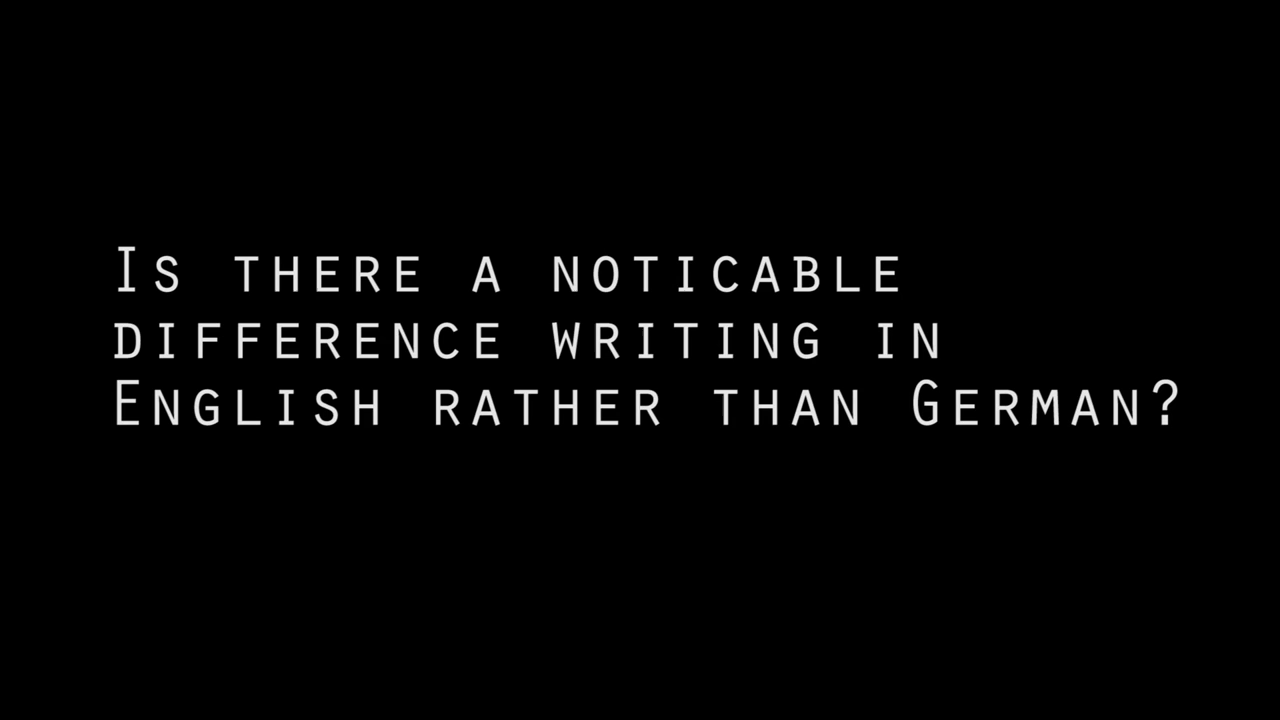 Is there a noticable
difference writing in
English rather than German?